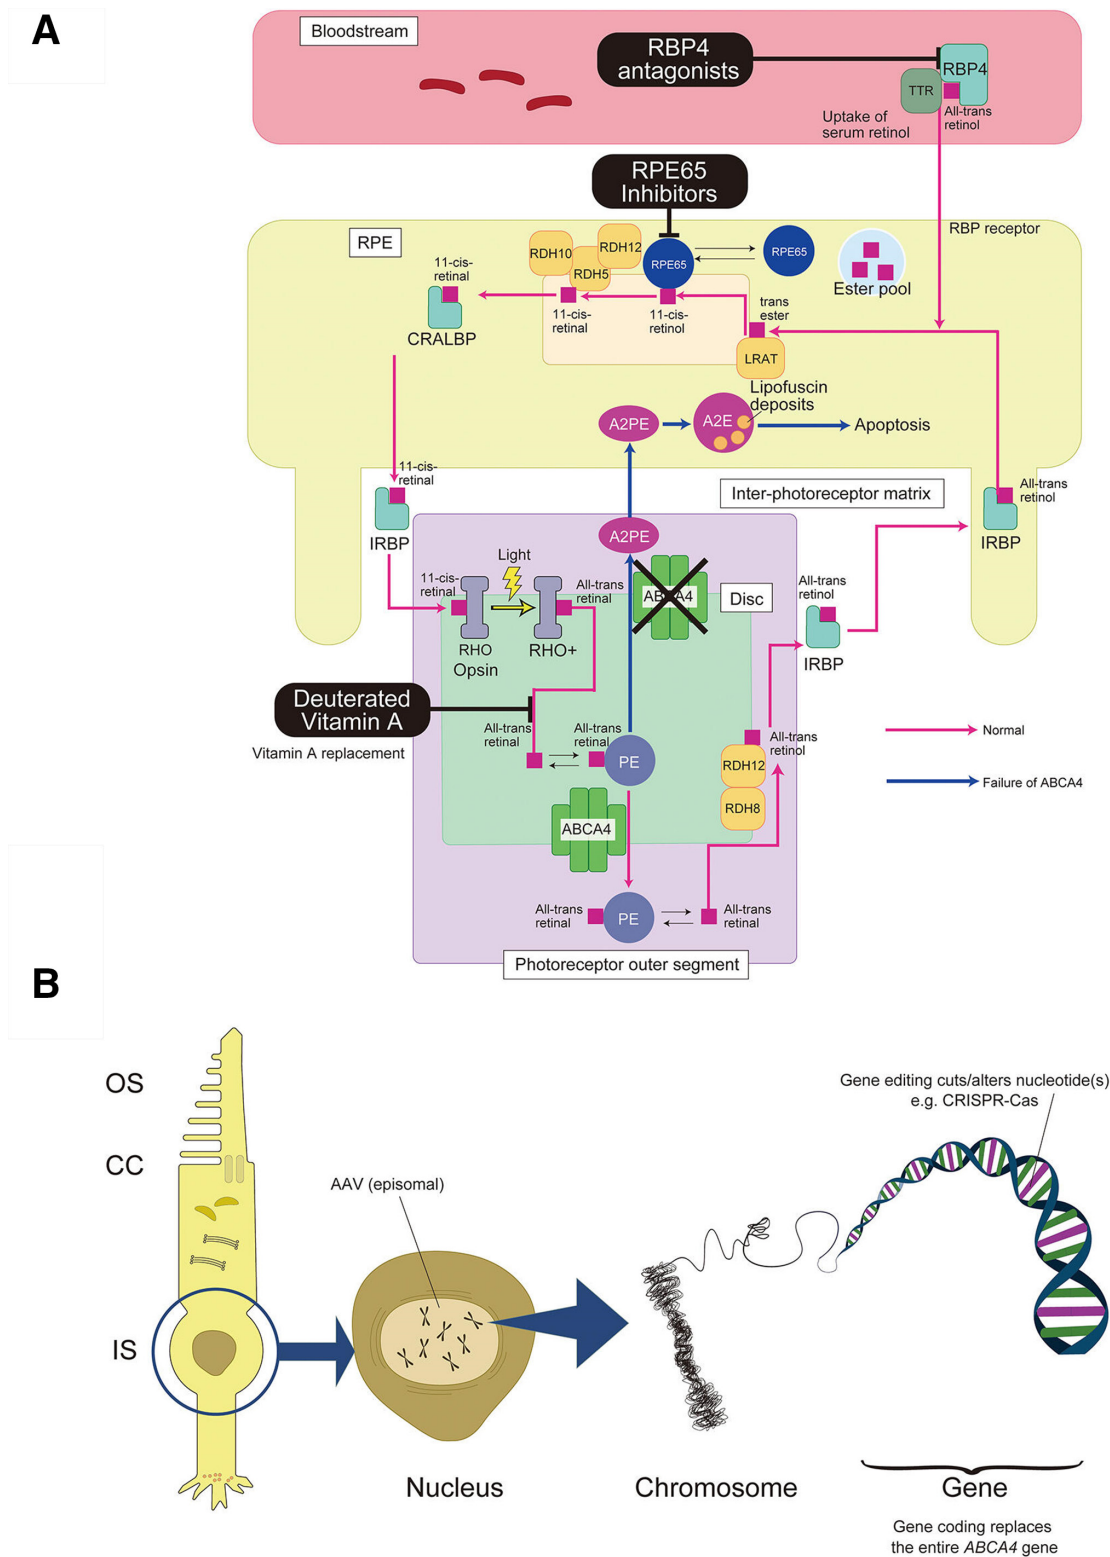 A
Bloodstream
RBP4
antagonists
RBP4
TTR
All-trans
retinol
Uptake of
serum retinol
RPE65
Inhibitors
RBP receptor
RPE
RDH10
RDH12
RDH5
RPE65
RPE65
Ester pool
11-cis-
retinal
CRALBP
11-cis-
retinal
11-cis-
retinol
trans
ester
LRAT
Lipofuscin
deposits
A2PE
A2E
Apoptosis
11-cis-
retinal
IRBP
Inter-photoreceptor matrix
All-trans
retinol
IRBP
A2PE
Light
11-cis-
retinal
All-trans
retinal
ABCA4
Disc
RHO
Opsin
RHO+
All-trans
retinol
IRBP
Deuterated
Vitamin A
Vitamin A replacement
All-trans
retinal
All-trans
retinal
PE
All-trans
retinol
RDH12
RDH8
Normal
Failure of ABCA4
ABCA4
All-trans
retinal
PE
All-trans
retinal
Photoreceptor outer segment
B
OS
CC
IS
AAV (episomal)
Gene editing cuts/alters nucleotide(s)
e.g. CRISPR-Cas
Nucleus
Chromosome
Gene
Gene coding replaces
the entire ABCA4 gene